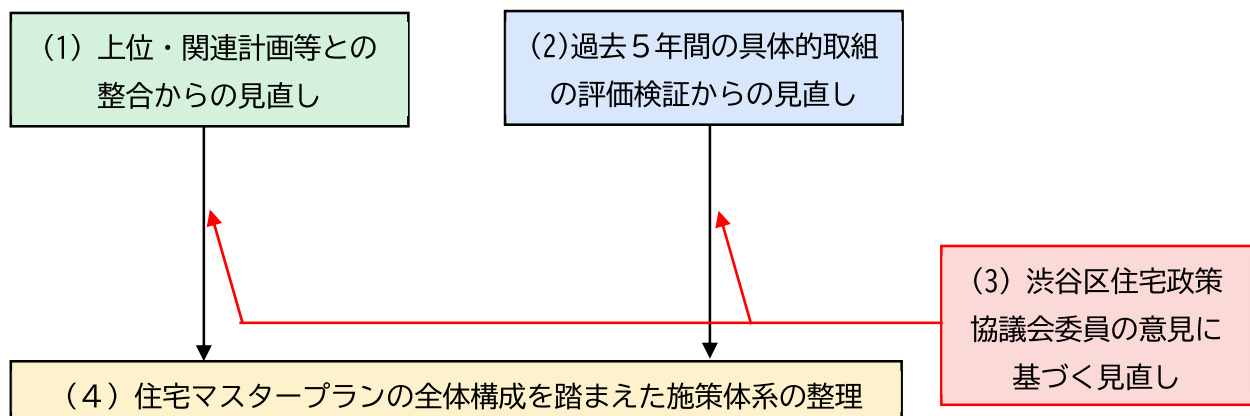 (1) 上位・関連計画等との
整合からの見直し
(2)過去５年間の具体的取組
の評価検証からの見直し
(3) 渋谷区住宅政策
協議会委員の意見に
基づく見直し
（４）住宅マスタープランの全体構成を踏まえた施策体系の整理